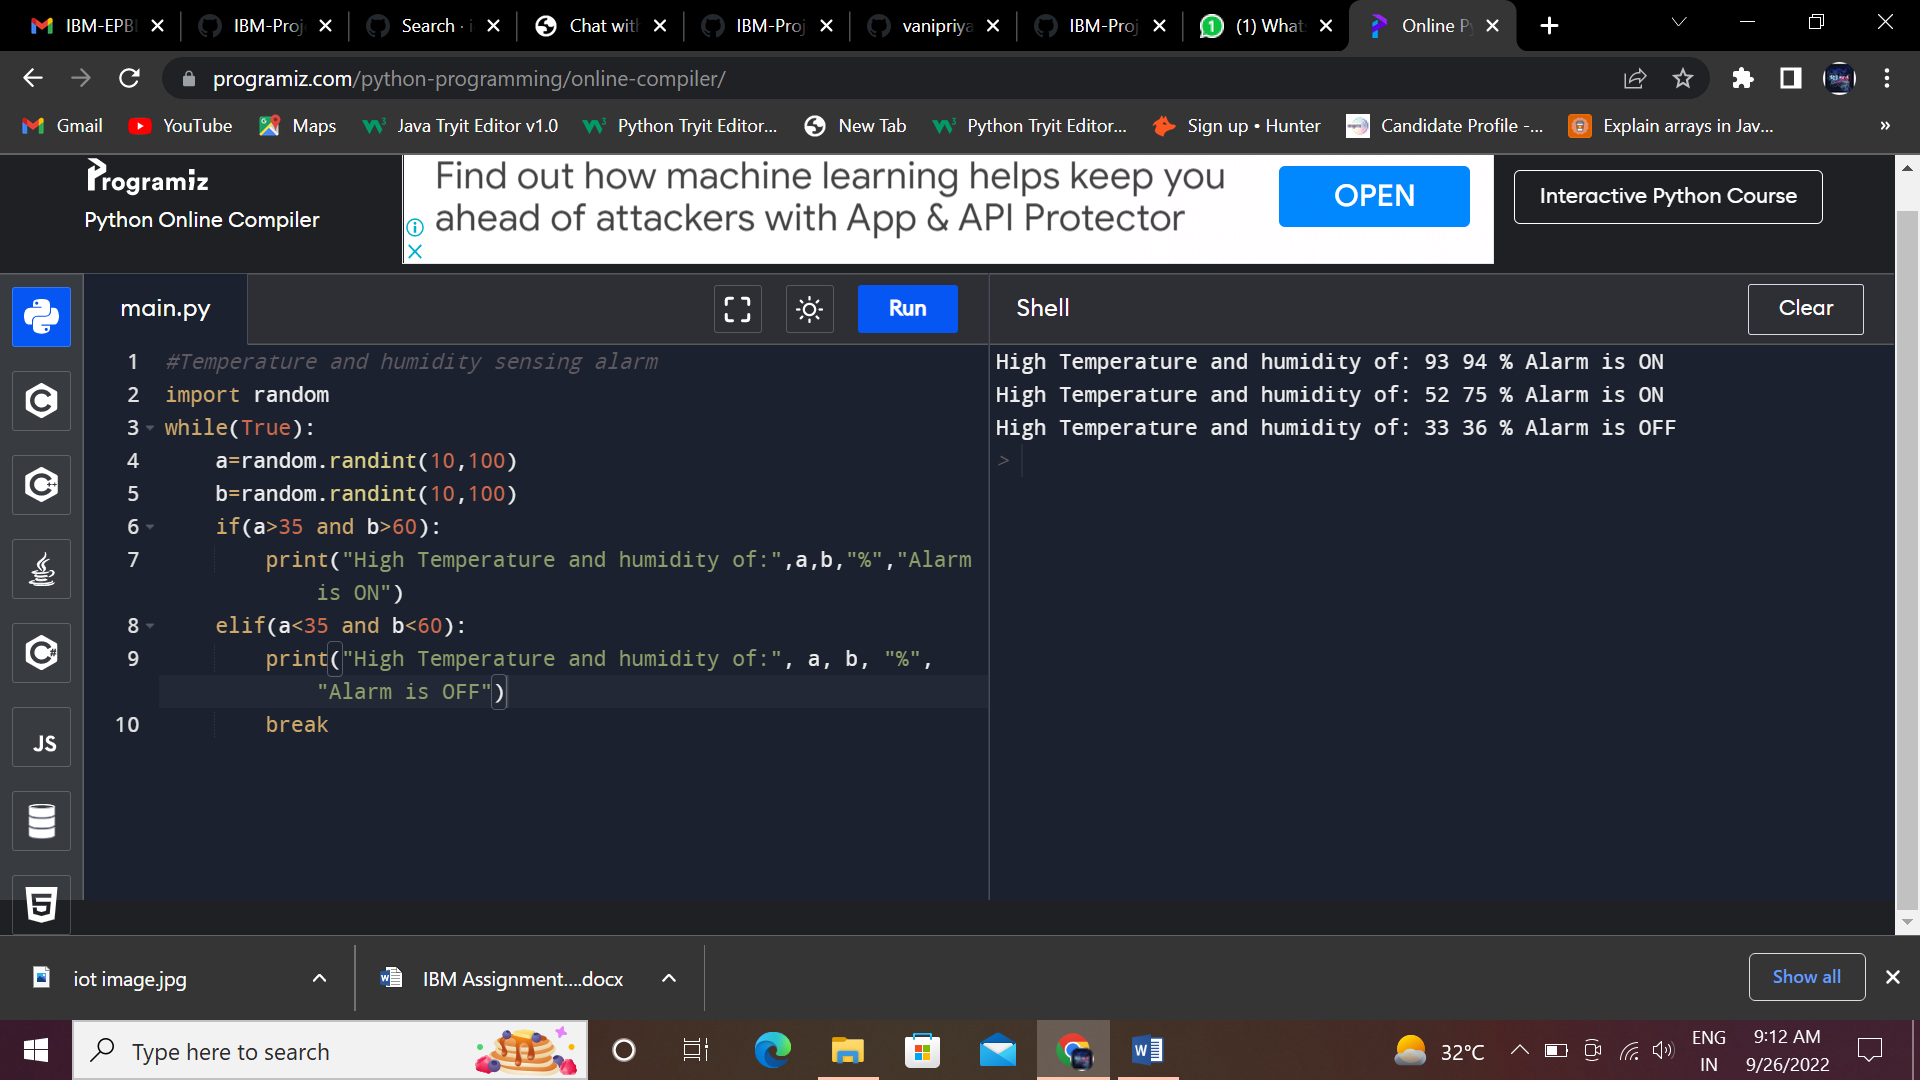 IBM-EPBI
IBM-Proj
Search · i
Chat with
IBM-Proj
vanipriya
IBM-Proj
(1) Whats
Online Py
programiz.com/python-programming/online-compiler/
Gmail
YouTube
Maps
Java Tryit Editor v1.0
Python Tryit Editor...
New Tab
Python Tryit Editor...
Sign up • Hunter
Candidate Profile -...
Explain arrays in Jav...
»
Programiz
Python Online Compiler
Find out how machine learning helps keep you
ahead of attackers with App & API Protector
OPEN
Interactive Python Course
main.py
Run
Shell
Clear
1 #Temperature and humidity sensing alarm
2 import random
3 while(True):
4 a=random.randint(10,100)
5 b=random.randint(10,100)
6 if(a>35 and b>60):
7 print("High Temperature and humidity of:",a,b,"%","Alarm
is ON")
8 elif(a<35 and b<60):
9 print("High Temperature and humidity of:", a, b, "%",
"Alarm is OFF")
10 break
High Temperature and humidity of: 93 94 % Alarm is ON
High Temperature and humidity of: 52 75 % Alarm is ON
High Temperature and humidity of: 33 36 % Alarm is OFF
>
JS
iot image.jpg
IBM Assignment....docx
Show all
Type here to search
32°C
ENG
IN
9:12 AM
9/26/2022